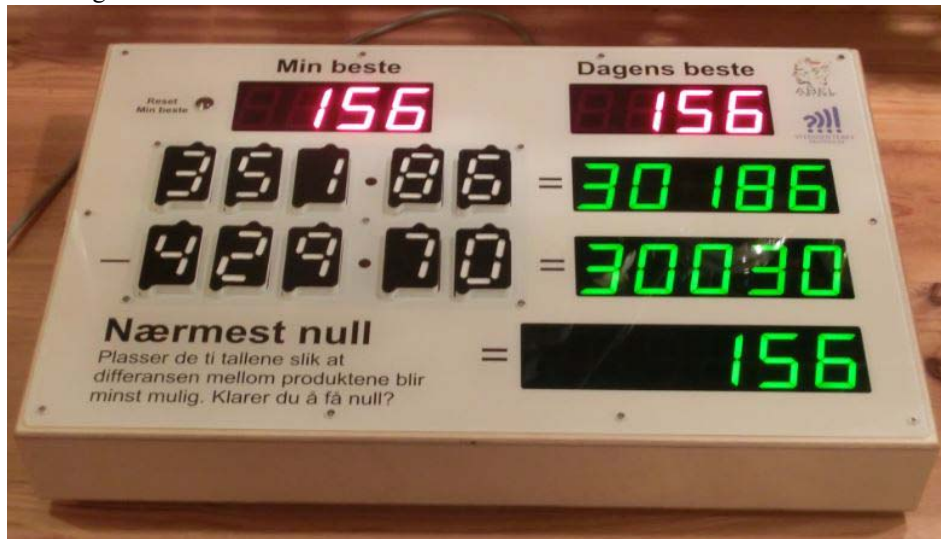 Min beste Dagens beste
Reset
Min beste
156 156
351 · 86 = 30186
– 429 · 70 = 30030
Nærmest null
= 156
Plasser de ti tallene slik at
differansen mellom produktene blir
minst mulig. Klarer du å få null?